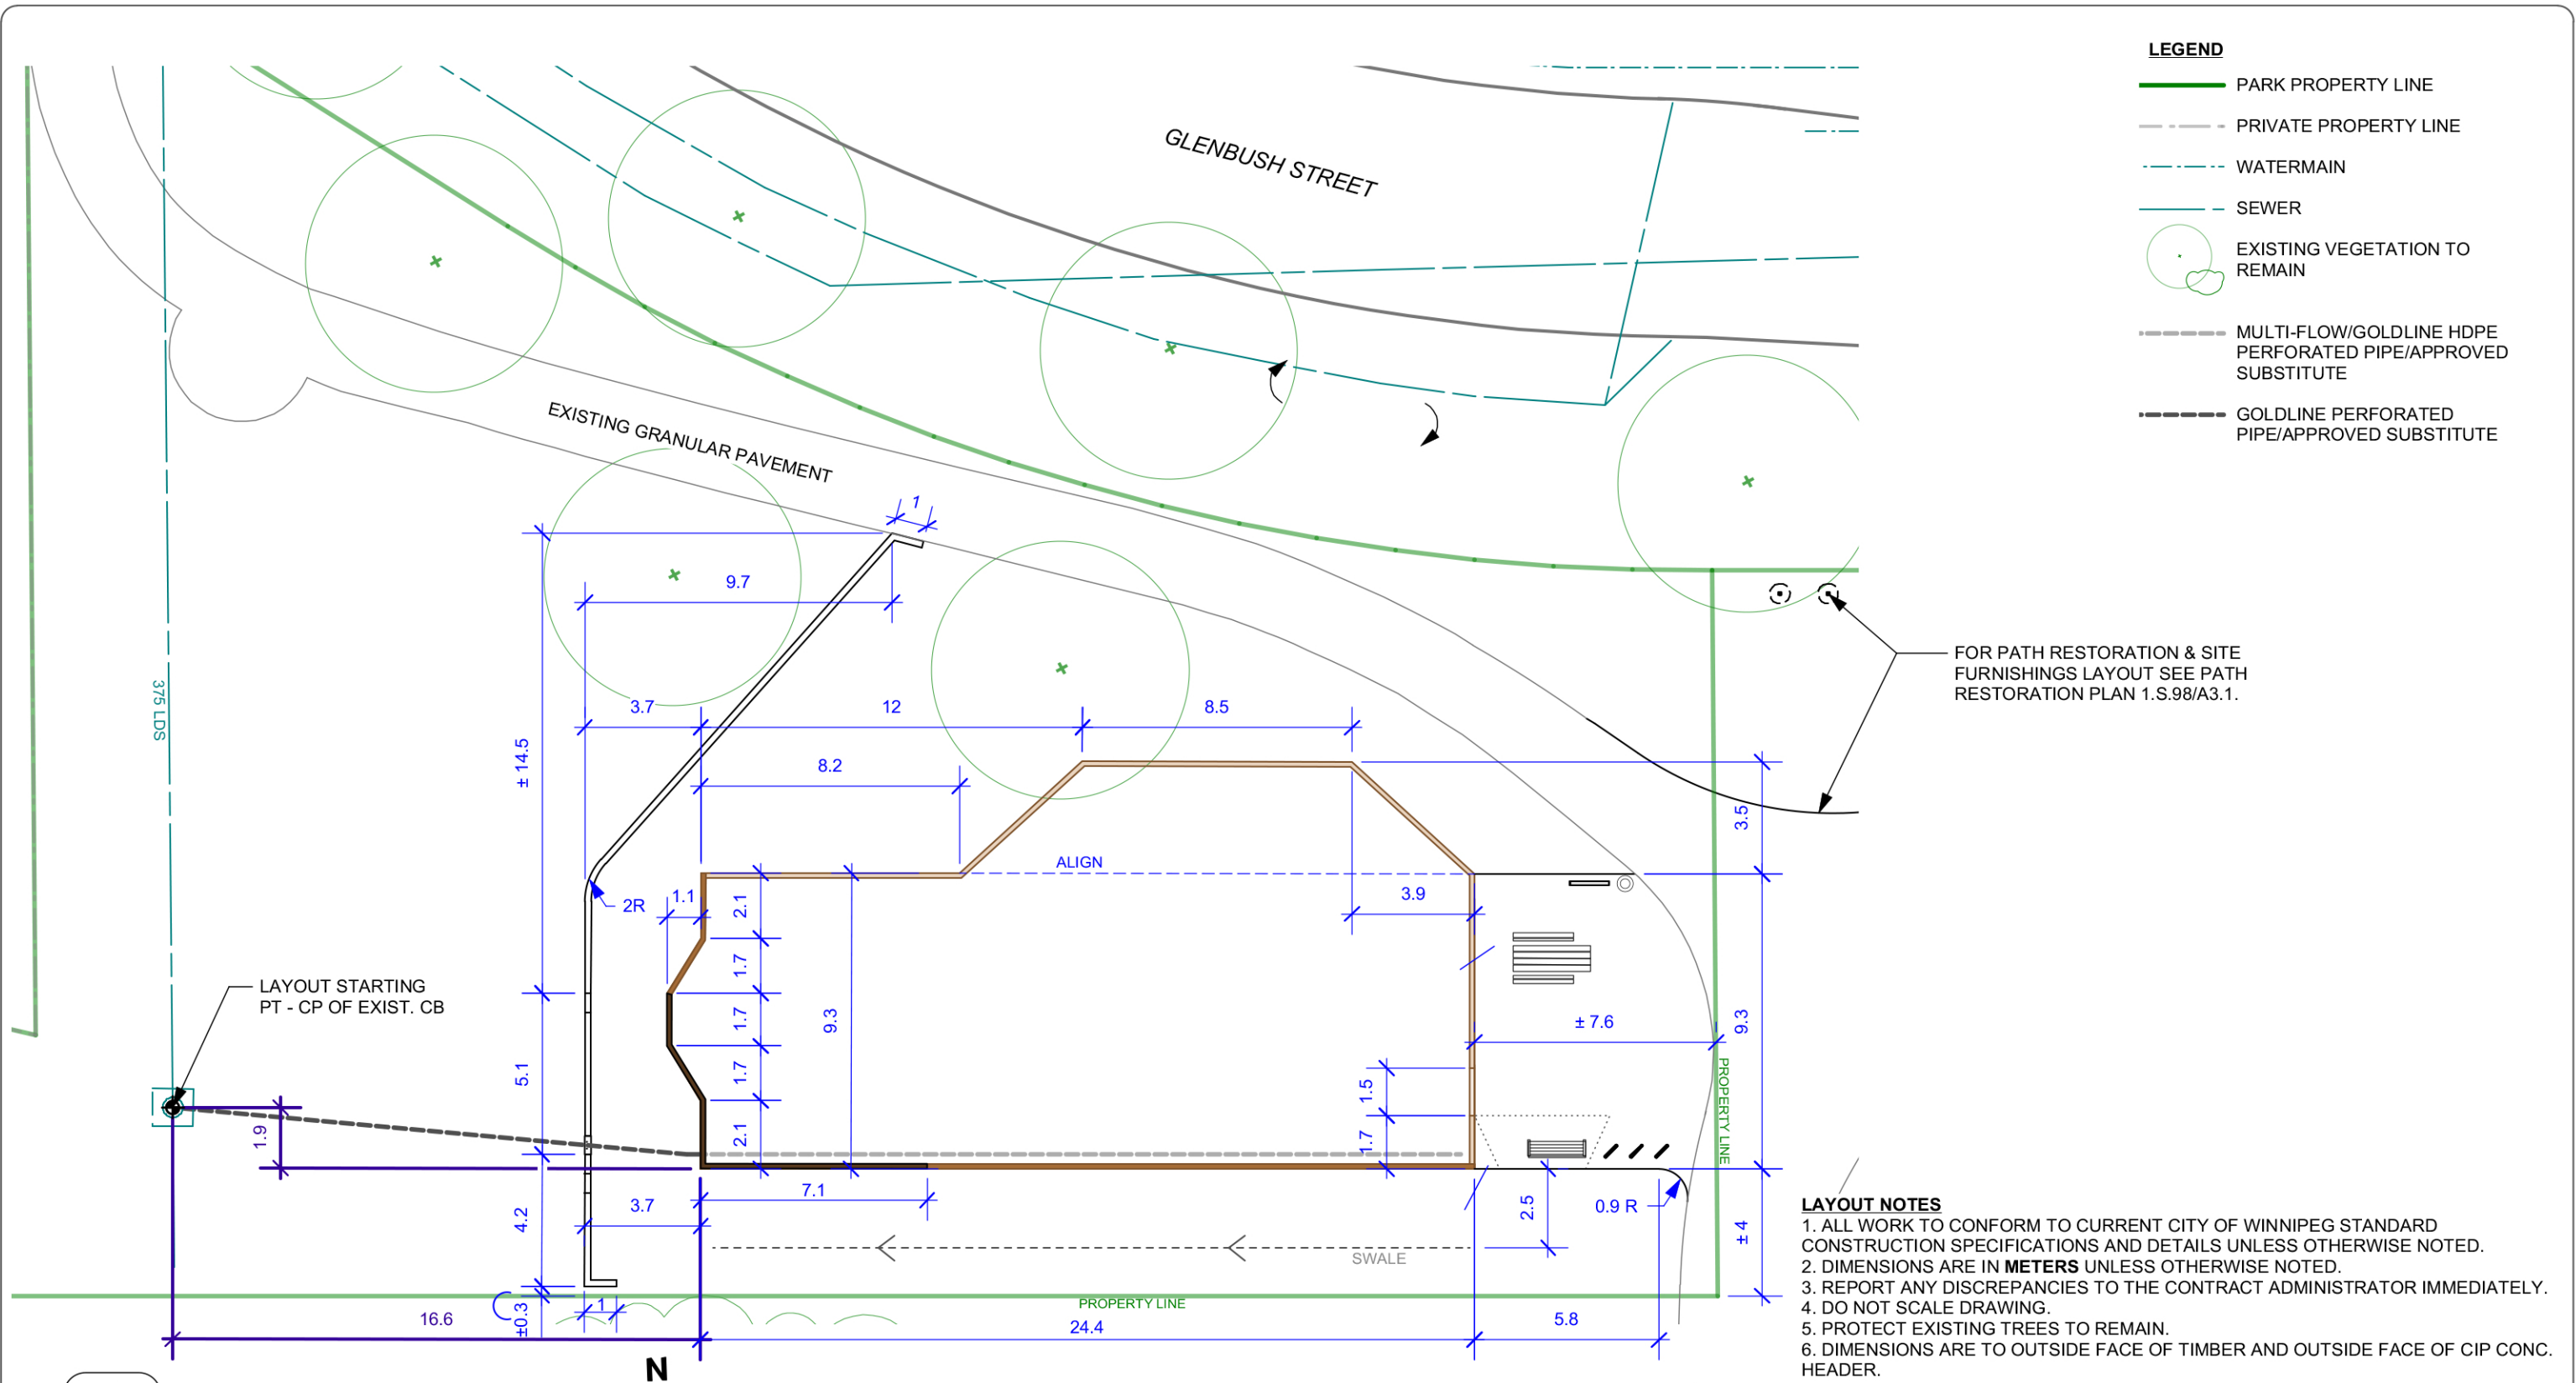 LEGEND
PARK PROPERTY LINE
PRIVATE PROPERTY LINE
WATERMAIN
SEWER
EXISTING VEGETATION TO
REMAIN
MULTI-FLOW/GOLDLINE HDPE
PERFORATED PIPE/APPROVED
SUBSTITUTE
GOLDLINE PERFORATED
PIPE/APPROVED SUBSTITUTE
GLENBUSH STREET
EXISTING GRANULAR PAVEMENT
1
9.7
FOR PATH RESTORATION & SITE
FURNISHINGS LAYOUT SEE PATH
RESTORATION PLAN 1.S.98/A3.1.
375 LDS
3.7
12
8.5
± 14.5
8.2
3.5
ALIGN
1.1
2R
2.1
3.9
1.7
LAYOUT STARTING
PT - CP OF EXIST. CB
1.7
9.3
± 7.6
9.3
5.1
1.7
1.5
PROPERTY LINE
1.9
2.1
1.7
7.1
4.2
3.7
2.5
0.9 R
± 4
SWALE
PROPERTY LINE
±0.3
1
16.6
24.4
5.8
N
LAYOUT NOTES
1. ALL WORK TO CONFORM TO CURRENT CITY OF WINNIPEG STANDARD
CONSTRUCTION SPECIFICATIONS AND DETAILS UNLESS OTHERWISE NOTED.
2. DIMENSIONS ARE IN METERS UNLESS OTHERWISE NOTED.
3. REPORT ANY DISCREPANCIES TO THE CONTRACT ADMINISTRATOR IMMEDIATELY.
4. DO NOT SCALE DRAWING.
5. PROTECT EXISTING TREES TO REMAIN.
6. DIMENSIONS ARE TO OUTSIDE FACE OF TIMBER AND OUTSIDE FACE OF CIP CONC.
HEADER.